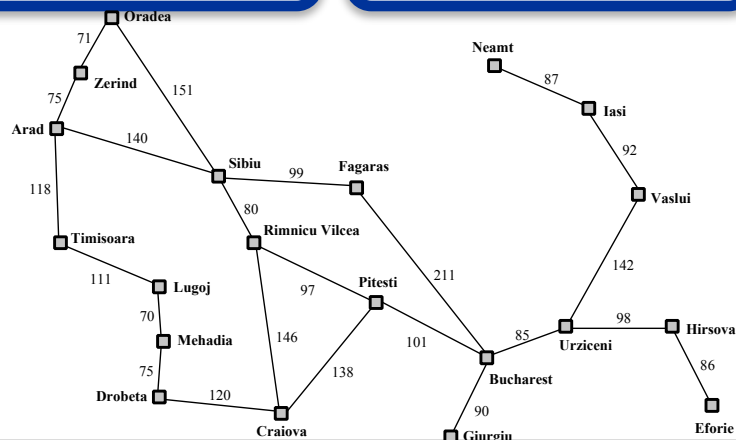 Oradea
71
Neamt
Zerind
87
151
75
Iasi
Arad
140
92
Sibiu
Fagaras
99
118
Vaslui
80
Rimnicu Vilcea
Timisoara
211
142
111
Pitesti
Lugoj
97
70
98
Hirsova
146
101
85
Mehadia
Urziceni
138
86
75
Bucharest
Drobeta
120
90
Craiova
Giurgiu
Eforie